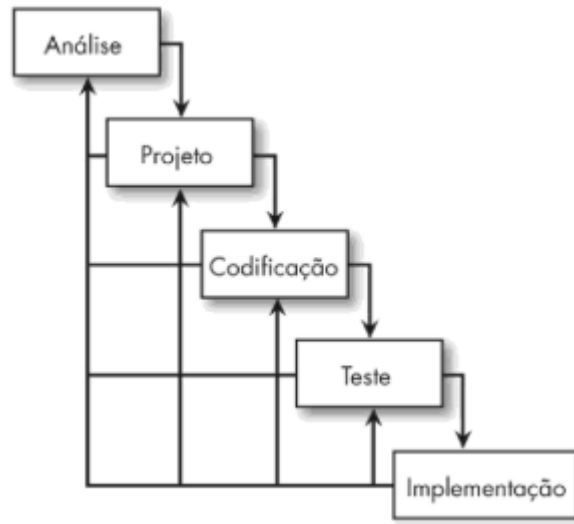 Análise
Projeto
Codificação
Teste
Implementação